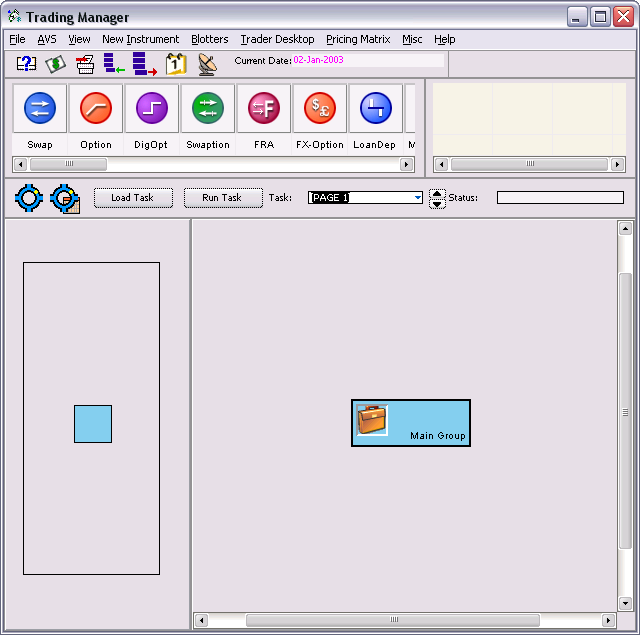 Trading Manager
File AVS View New Instrument Blotters Trader Desktop Pricing Matrix Misc Help
Current Date: 02-Jan-2003
Swap Option DigOpt Swaption FRA FX-Option LoanDep M
Load Task Run Task Task: [PAGE 1] Status:
Main Group